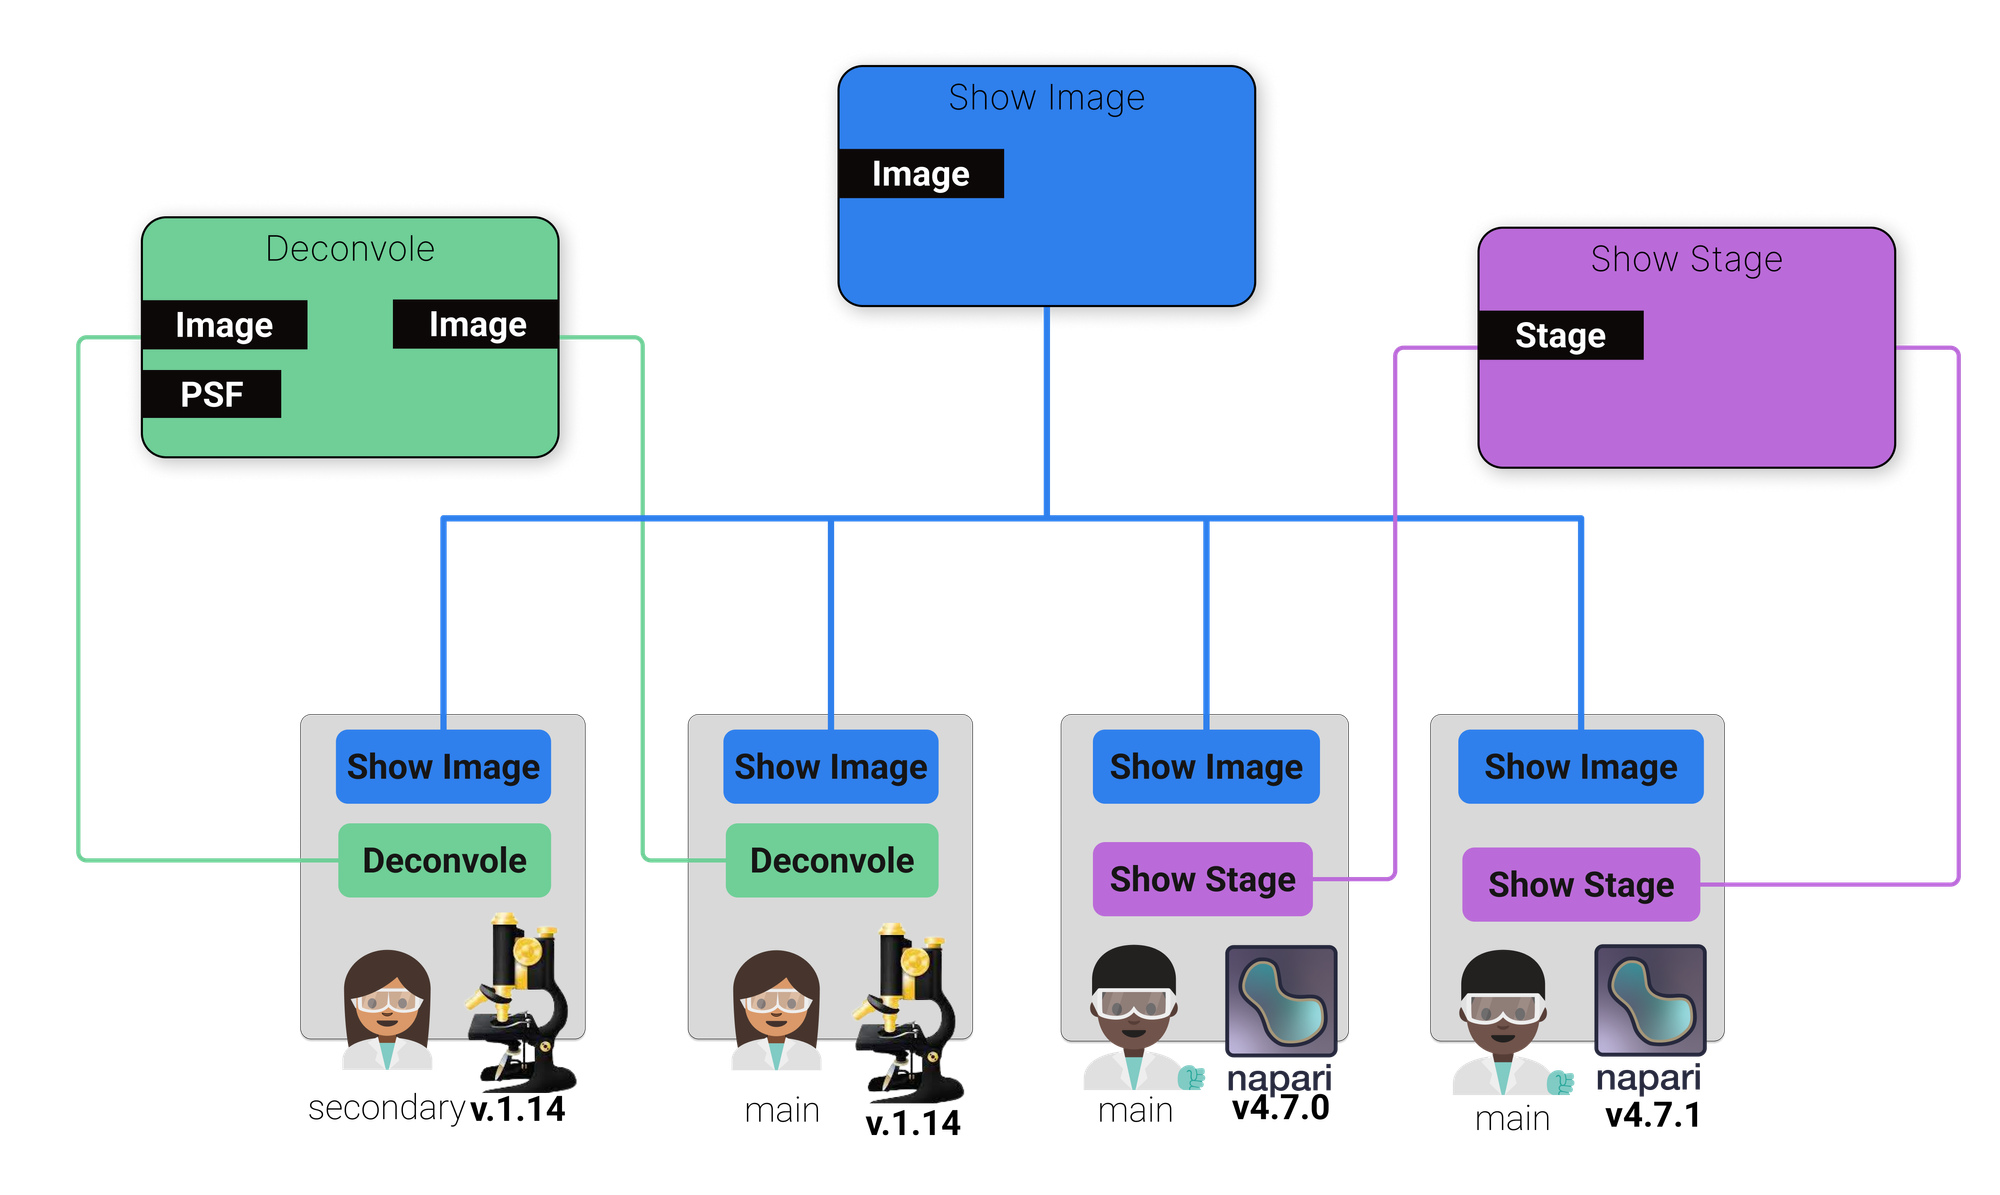 Show Image
Image
Deconvole
Image
Image
PSF
Show Stage
Stage
Show Image
Deconvole
secondary
v.1.14
Show Image
Deconvole
main
v.1.14
Show Image
Show Stage
napari
main
v4.7.0
Show Image
Show Stage
napari
main
v4.7.1